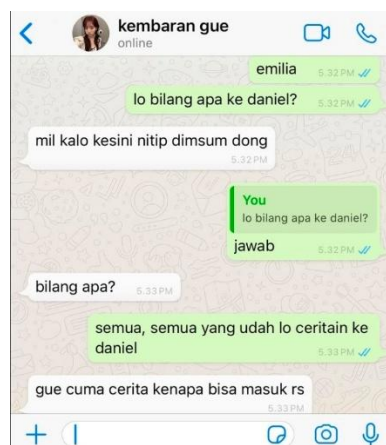 kembaran gue
online
emilia 5.32 PM
lo bilang apa ke daniel? 5.32 PM
mil kalo kesini nitip dimsum dong
5.32 PM
You
lo bilang apa ke daniel?
jawab 5.32 PM
bilang apa? 5.33 PM
semua, semua yang udah lo ceritain ke
daniel 5.33 PM
gue cuma cerita kenapa bisa masuk rs
5.33 PM